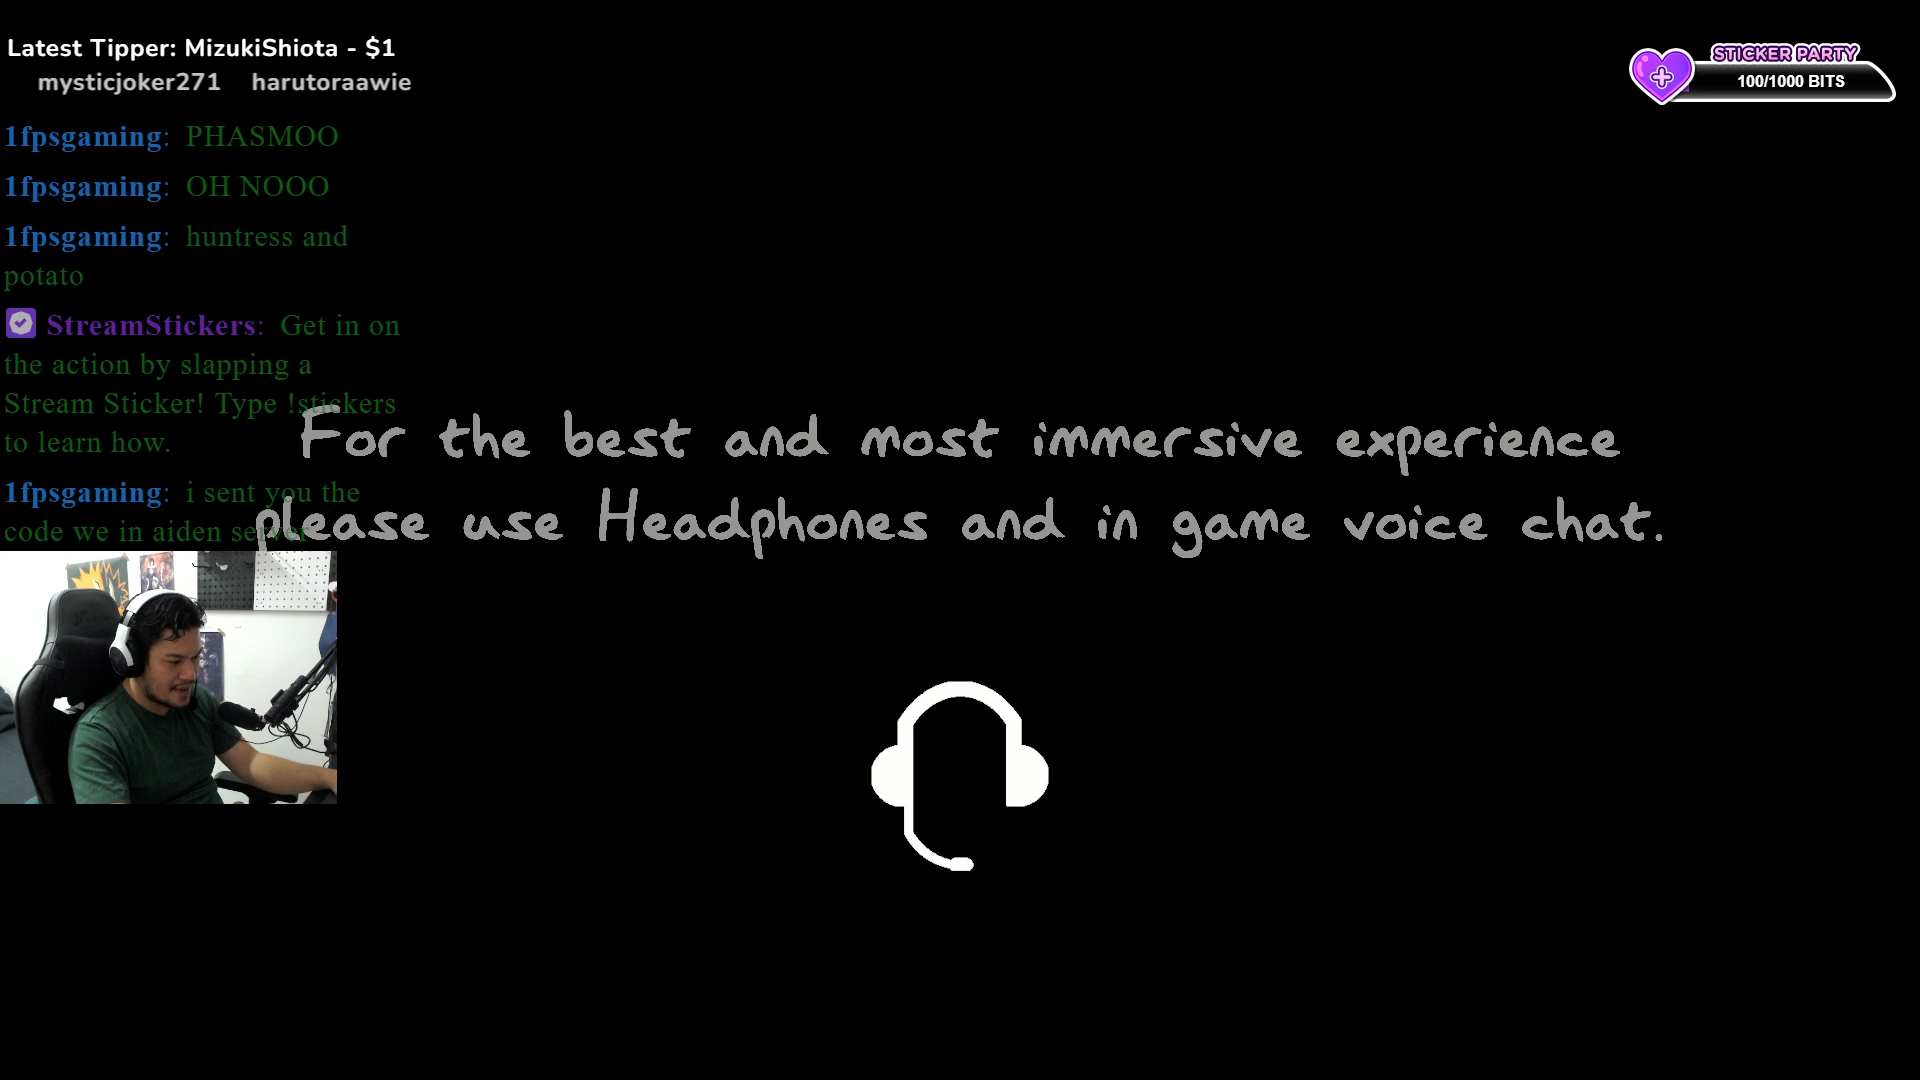 Latest Tipper: MizukiShiota - $1
mysticjoker271 harutoraawie
STICKER PARTY
100/1000 BITS
1fpsgaming: PHASMOO
1fpsgaming: OH NOOO
1fpsgaming: huntress and
potato
StreamStickers: Get in on
the action by slapping a
Stream Sticker! Type !stickers
to learn how.
1fpsgaming: i sent you the
code we in aiden server
For the best and most immersive experience
please use Headphones and in game voice chat.